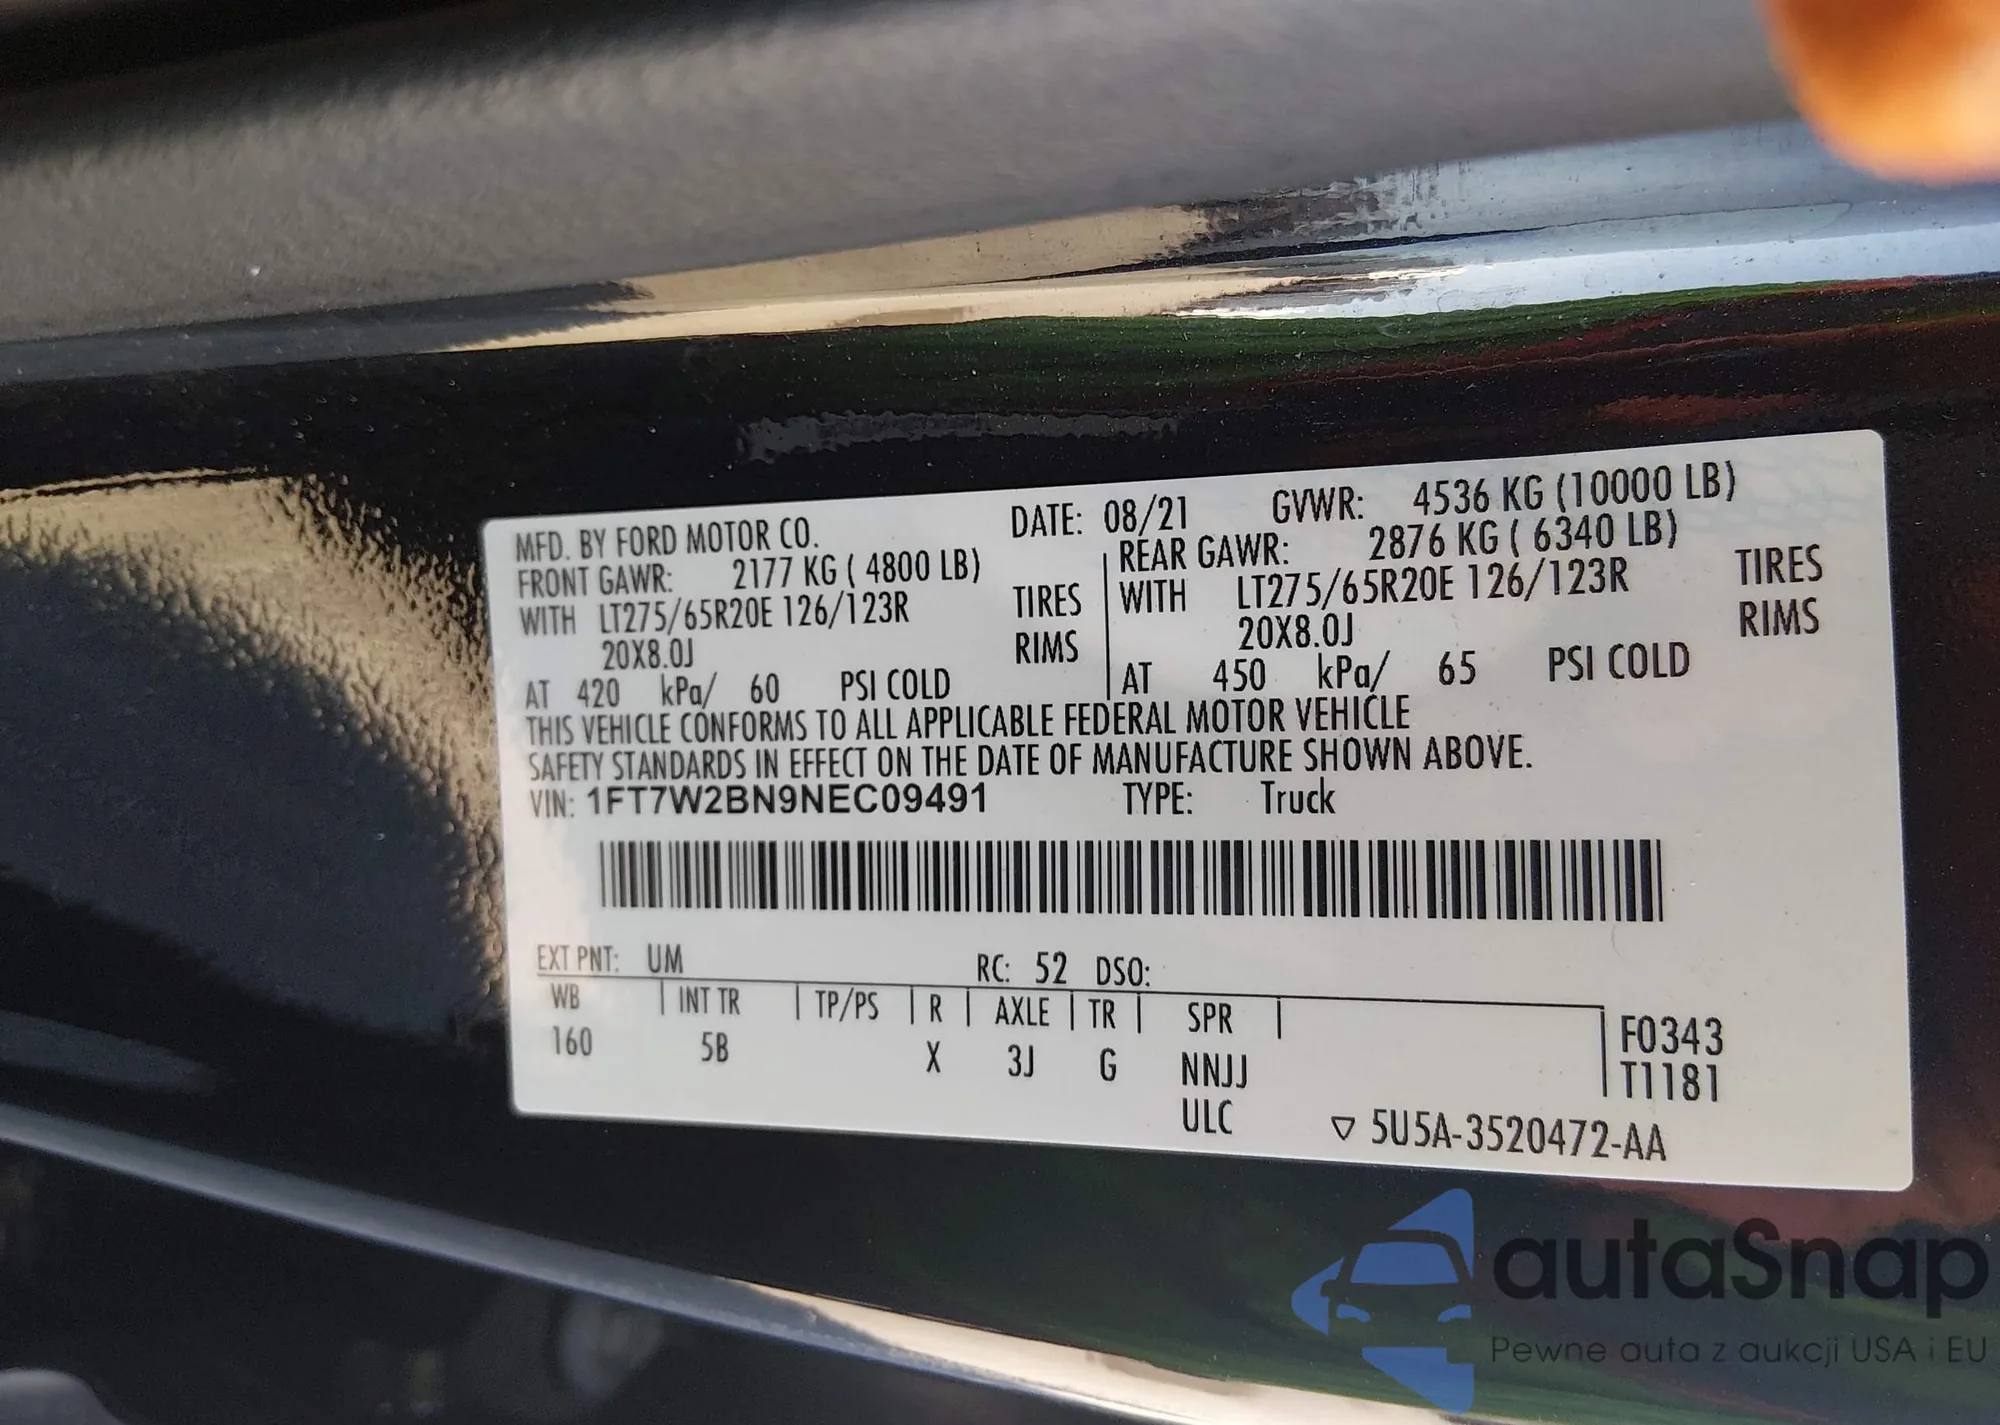 MFD. BY FORD MOTOR CO. DATE: 08/21 GVWR: 4536 KG (10000 LB)
FRONT GAWR: 2177 KG ( 4800 LB) REAR GAWR: 2876 KG ( 6340 LB)
WITH LT275/65R20E 126/123R TIRES WITH LT275/65R20E 126/123R TIRES
20X8.0J RIMS 20X8.0J RIMS
AT 420 kPa/ 60 PSI COLD AT 450 kPa/ 65 PSI COLD
THIS VEHICLE CONFORMS TO ALL APPLICABLE FEDERAL MOTOR VEHICLE
SAFETY STANDARDS IN EFFECT ON THE DATE OF MANUFACTURE SHOWN ABOVE.
VIN: 1FT7W2BN9NEC09491 TYPE: Truck
EXT PNT: UM RC: 52 DSO:
WB INT TR TP/PS R AXLE TR SPR F0343
160 5B X 3J G NNJJ T1181
ULC ▽ 5U5A-3520472-AA
autaSnap
Pewne auta z aukcji USA i EU